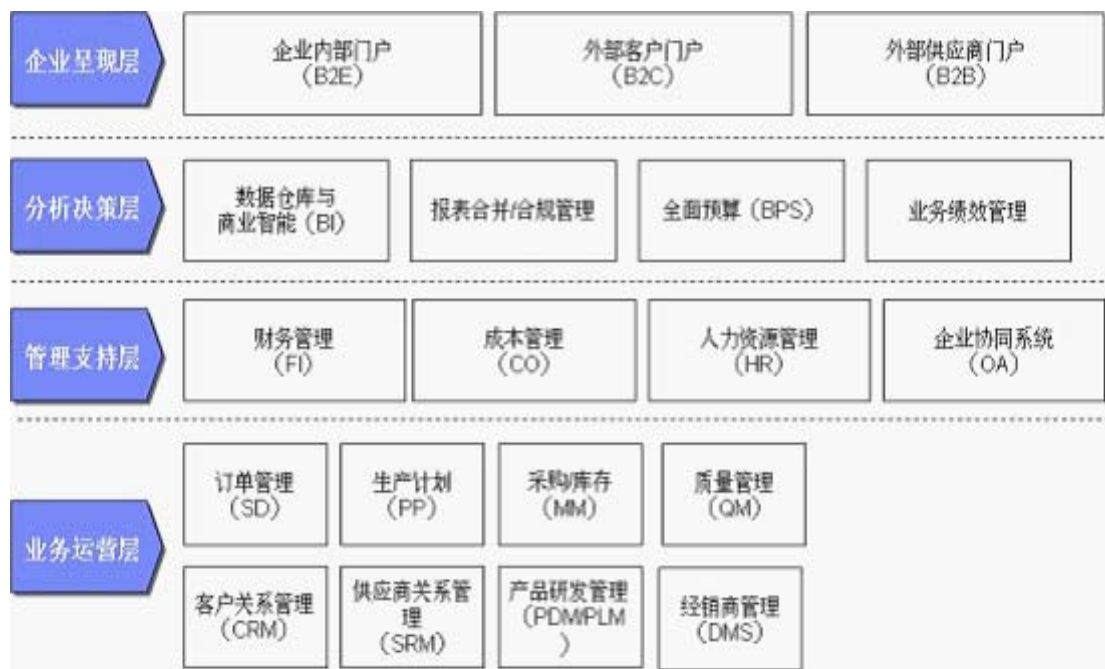 企业呈现层
企业内部门户
（B2E）
外部客户门户
（B2C）
外部供应商门户
（B2B）
分析决策层
数据仓库与
商业智能（BI）
报表合并/合规管理
全面预算（BPS）
业务绩效管理
管理支持层
财务管理
（FI）
成本管理
（CO）
人力资源管理
（HR）
企业协同系统
（OA）
业务运营层
订单管理
（SD）
生产计划
（PP）
采购/库存
（MM）
质量管理
（QM）
客户关系管理
（CRM）
供应商关系管
理
（SRM）
产品研发管理
（PDM/PLM
）
经销商管理
（DMS）